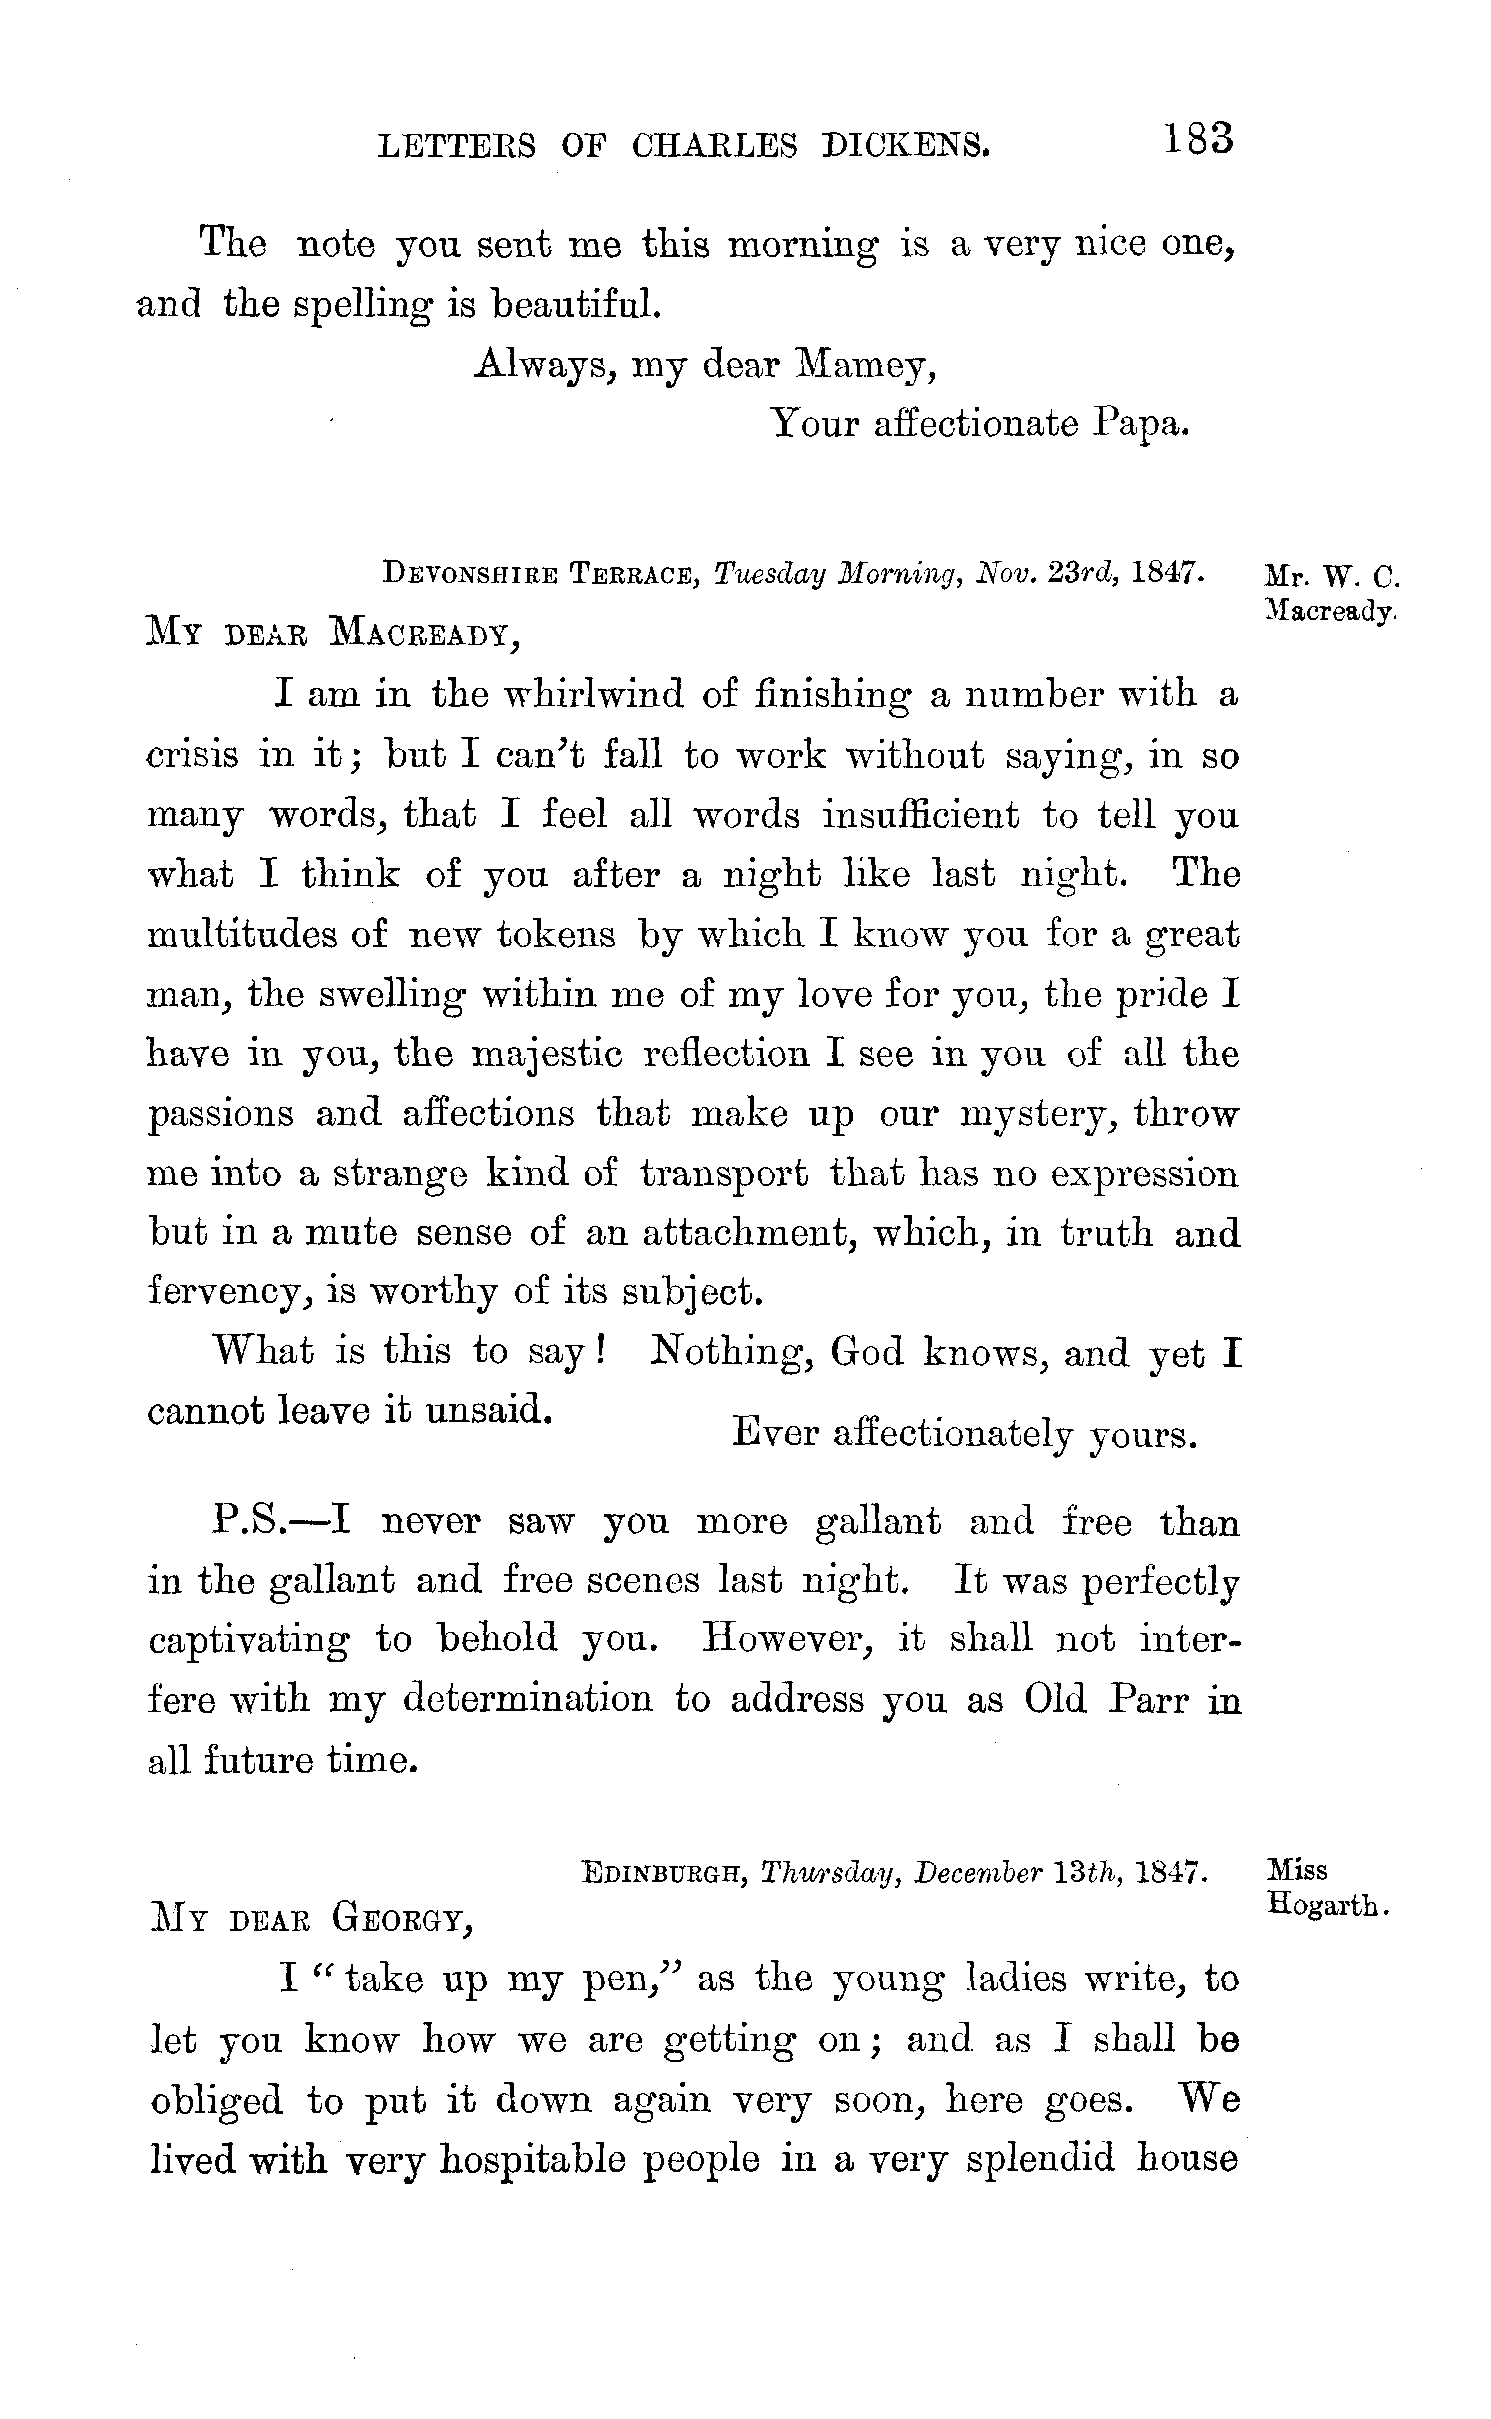 LETTERS OF CHARLES DICKENS. 183
The note you sent me this morning is a very nice one,
and the spelling is beautiful.
Always, my dear Mamey,
Your affectionate Papa.
Devonshire Terrace, Tuesday Morning, Nov. 23rd, 1847.
Mr. W. C.
Macready.
My dear Macready,
I am in the whirlwind of finishing a number with a
crisis in it; but I can't fall to work without saying, in so
many words, that I feel all words insufficient to tell you
what I think of you after a night like last night. The
multitudes of new tokens by which I know you for a great
man, the swelling within me of my love for you, the pride I
have in you, the majestic reflection I see in you of all the
passions and affections that make up our mystery, throw
me into a strange kind of transport that has no expression
but in a mute sense of an attachment, which, in truth and
fervency, is worthy of its subject.
What is this to say! Nothing, God knows, and yet I
cannot leave it unsaid.
Ever affectionately yours.
P.S.—I never saw you more gallant and free than
in the gallant and free scenes last night. It was perfectly
captivating to behold you. However, it shall not inter-
fere with my determination to address you as Old Parr in
all future time.
Edinburgh, Thursday, December 13th, 1847.
Miss
Hogarth.
My dear Georgy,
I "take up my pen," as the young ladies write, to
let you know how we are getting on; and as I shall be
obliged to put it down again very soon, here goes. We
lived with very hospitable people in a very splendid house